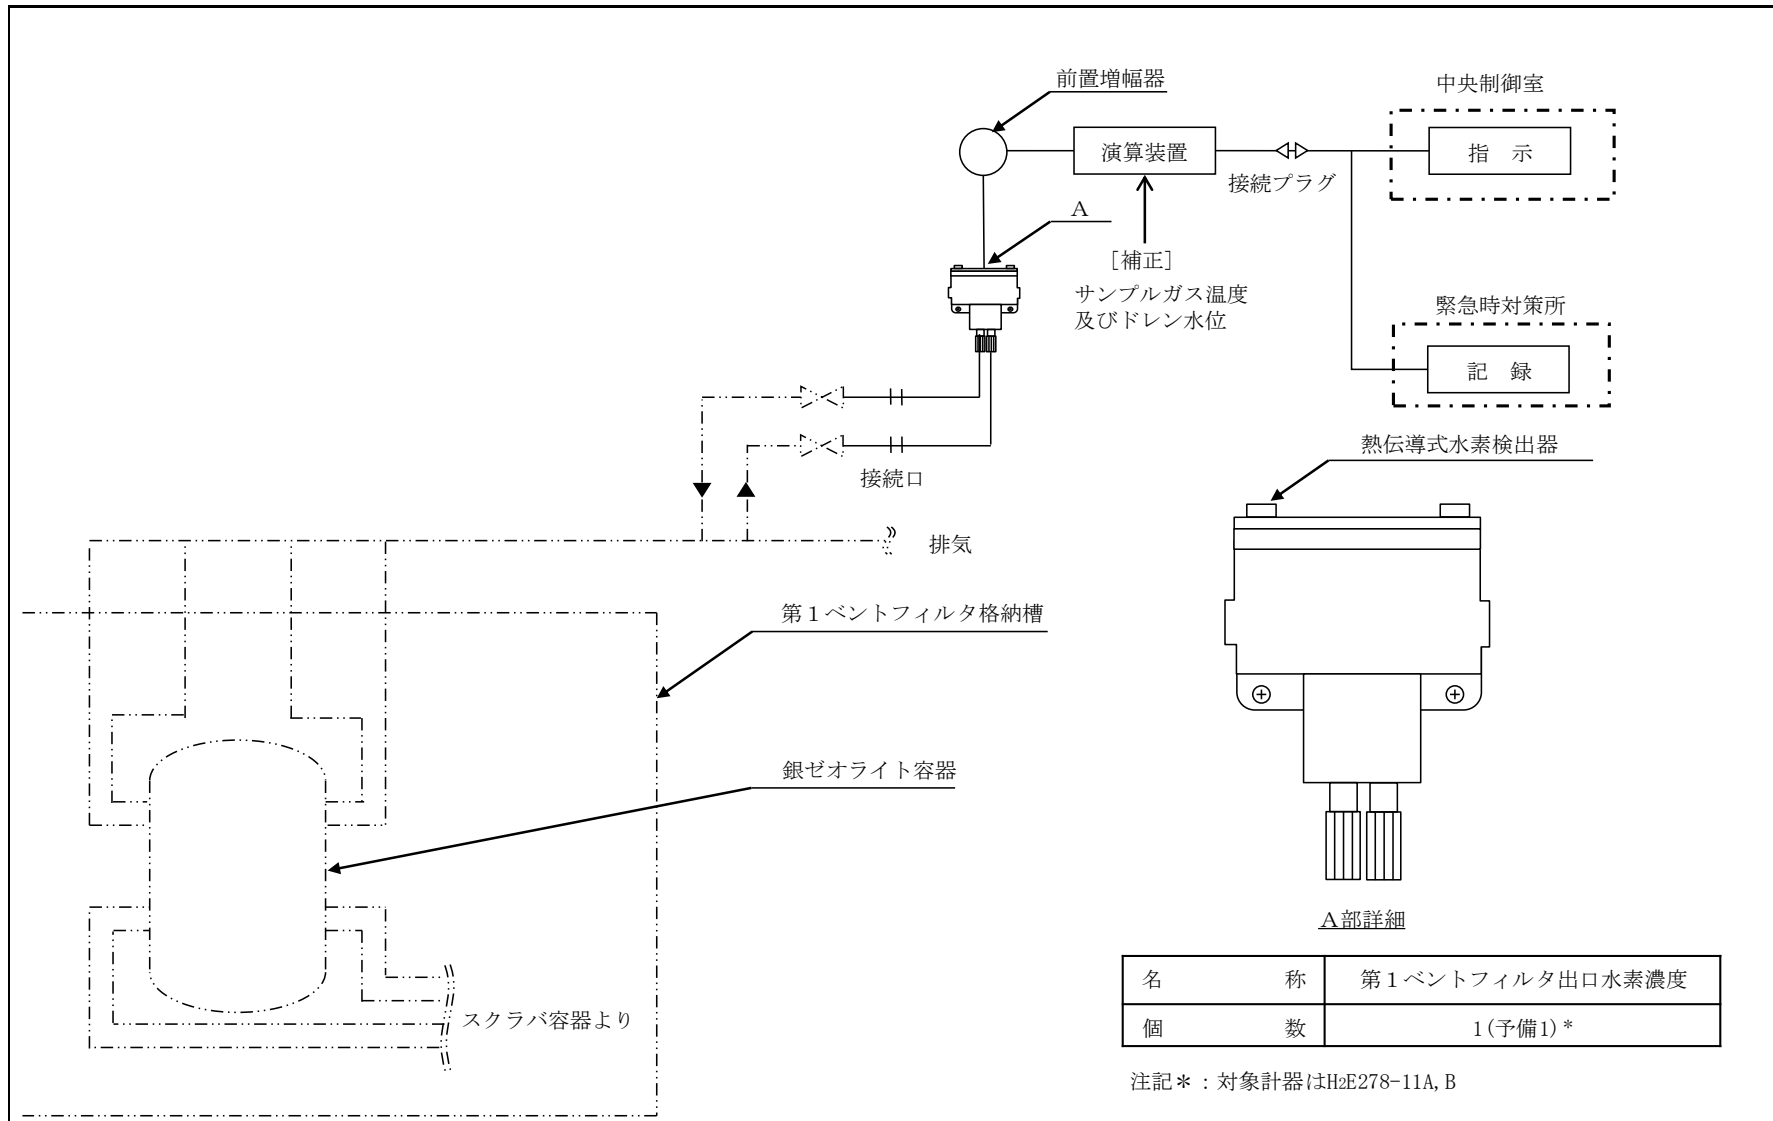 前置増幅器
中央制御室
演算装置
指 示
接続プラグ
A
[補正]
サンプルガス温度
及びドレン水位
緊急時対策所
記 録
熱伝導式水素検出器
接続口
排気
第1ベントフィルタ格納槽
銀ゼオライト容器
スクラバ容器より
A部詳細
名 称 第1ベントフィルタ出口水素濃度
個 数 1(予備1)*
注記*:対象計器はH2E278-11A,B